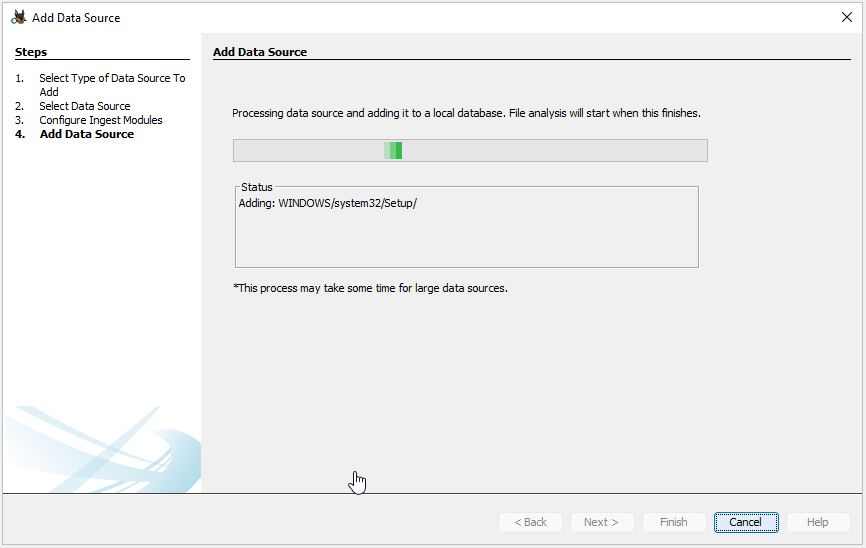 Add Data Source
Steps
1. Select Type of Data Source To
Add
2. Select Data Source
3. Configure Ingest Modules
4. Add Data Source
Add Data Source
Processing data source and adding it to a local database. File analysis will start when this finishes.
Status
Adding: WINDOWS/system32/Setup/
*This process may take some time for large data sources.
< Back
Next >
Finish
Cancel
Help